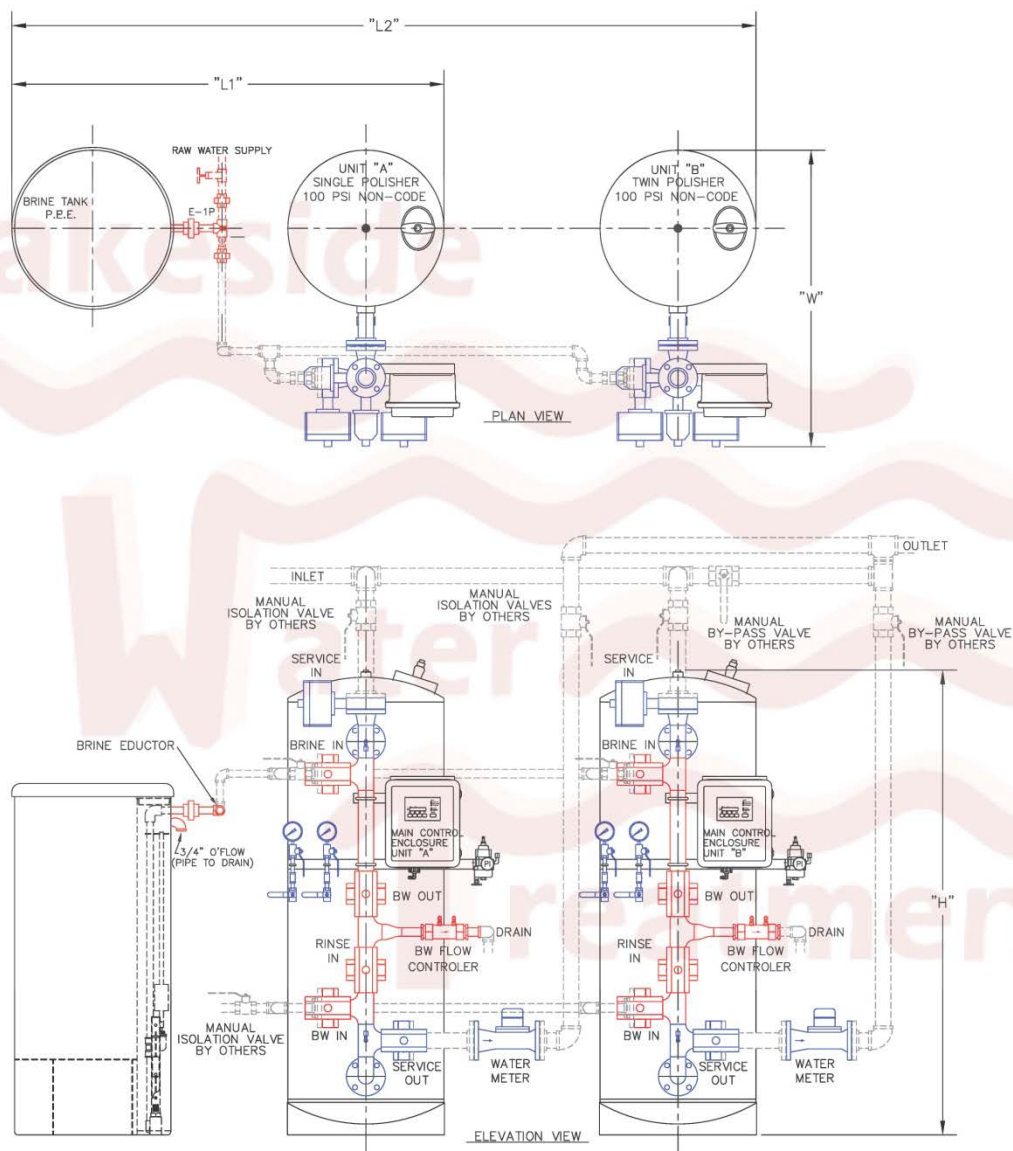 "L2"
"L1"
RAW WATER SUPPLY
BRINE TANK
P.E.E.
E-1P
UNIT "A"
SINGLE POLISHER
100 PSI NON-CODE
UNIT "B"
TWIN POLISHER
100 PSI NON-CODE
"W"
PLAN VIEW
akeside
Water
Treatmen
INLET
OUTLET
MANUAL
ISOLATION VALVE
BY OTHERS
MANUAL
ISOLATION VALVES
BY OTHERS
MANUAL
BY-PASS VALVE
BY OTHERS
MANUAL
BY-PASS VALVE
BY OTHERS
SERVICE
IN
SERVICE
IN
BRINE EDUCTOR
BRINE IN
BRINE IN
3/4" O'FLOW
(PIPE TO DRAIN)
MAIN CONTROL
ENCLOSURE
UNIT "A"
PI
MAIN CONTROL
ENCLOSURE
UNIT "B"
PI
BW OUT
BW OUT
"H"
DRAIN
DRAIN
RINSE
IN
BW FLOW
CONTROLER
RINSE
IN
BW FLOW
CONTROLER
MANUAL
ISOLATION VALVE
BY OTHERS
BW IN
BW IN
SERVICE
OUT
WATER
METER
SERVICE
OUT
WATER
METER
ELEVATION VIEW